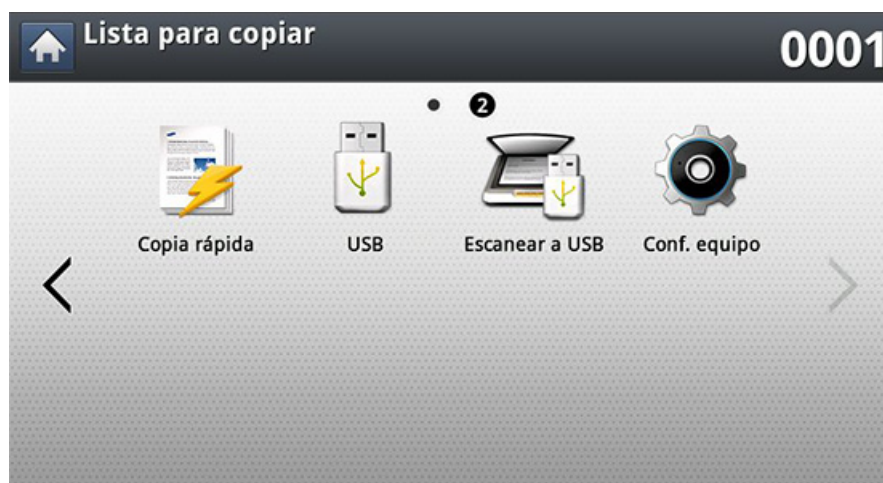 Lista para copiar
0001
2
Copia rápida
USB
Escanear a USB
Conf. equipo